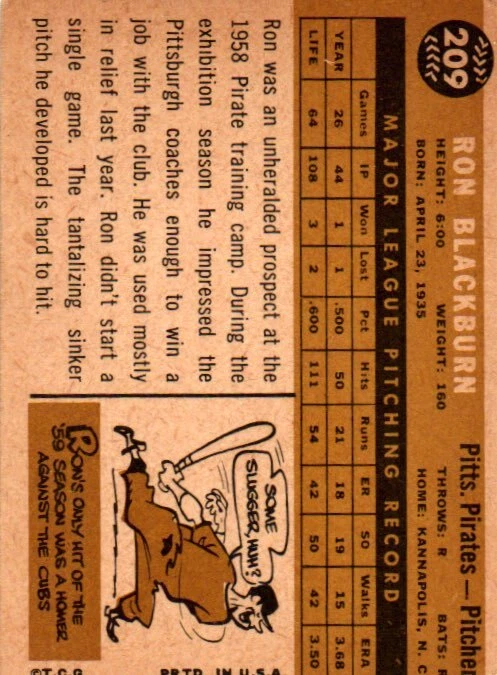 209
RON BLACKBURN
Pitts. Pirates — Pitcher
HEIGHT: 6:00 WEIGHT: 160 THROWS: R BATS:
BORN: APRIL 23, 1935 HOME: KANNAPOLIS, N. C
MAJOR LEAGUE PITCHING RECORD
Games IP Won Lost Pct Hits Runs ER SO Walks ERA
YEAR 26 44 1 1 .500 50 21 18 19 15 3.68
LIFE 64 108 3 2 .600 111 54 42 50 42 3.50
Ron was an unheralded prospect at the
1958 Pirate training camp. During the
exhibition season he impressed the
Pittsburgh coaches enough to win a
job with the club. He was used mostly
in relief last year. Ron didn't start a
single game. The tantalizing sinker
pitch he developed is hard to hit.
SOME
SLUGGER, HUH?
RON'S ONLY HIT OF THE
'59 SEASON WAS A HOMER
AGAINST THE CUBS
©T. C. G. PRTD. IN U.S.A.